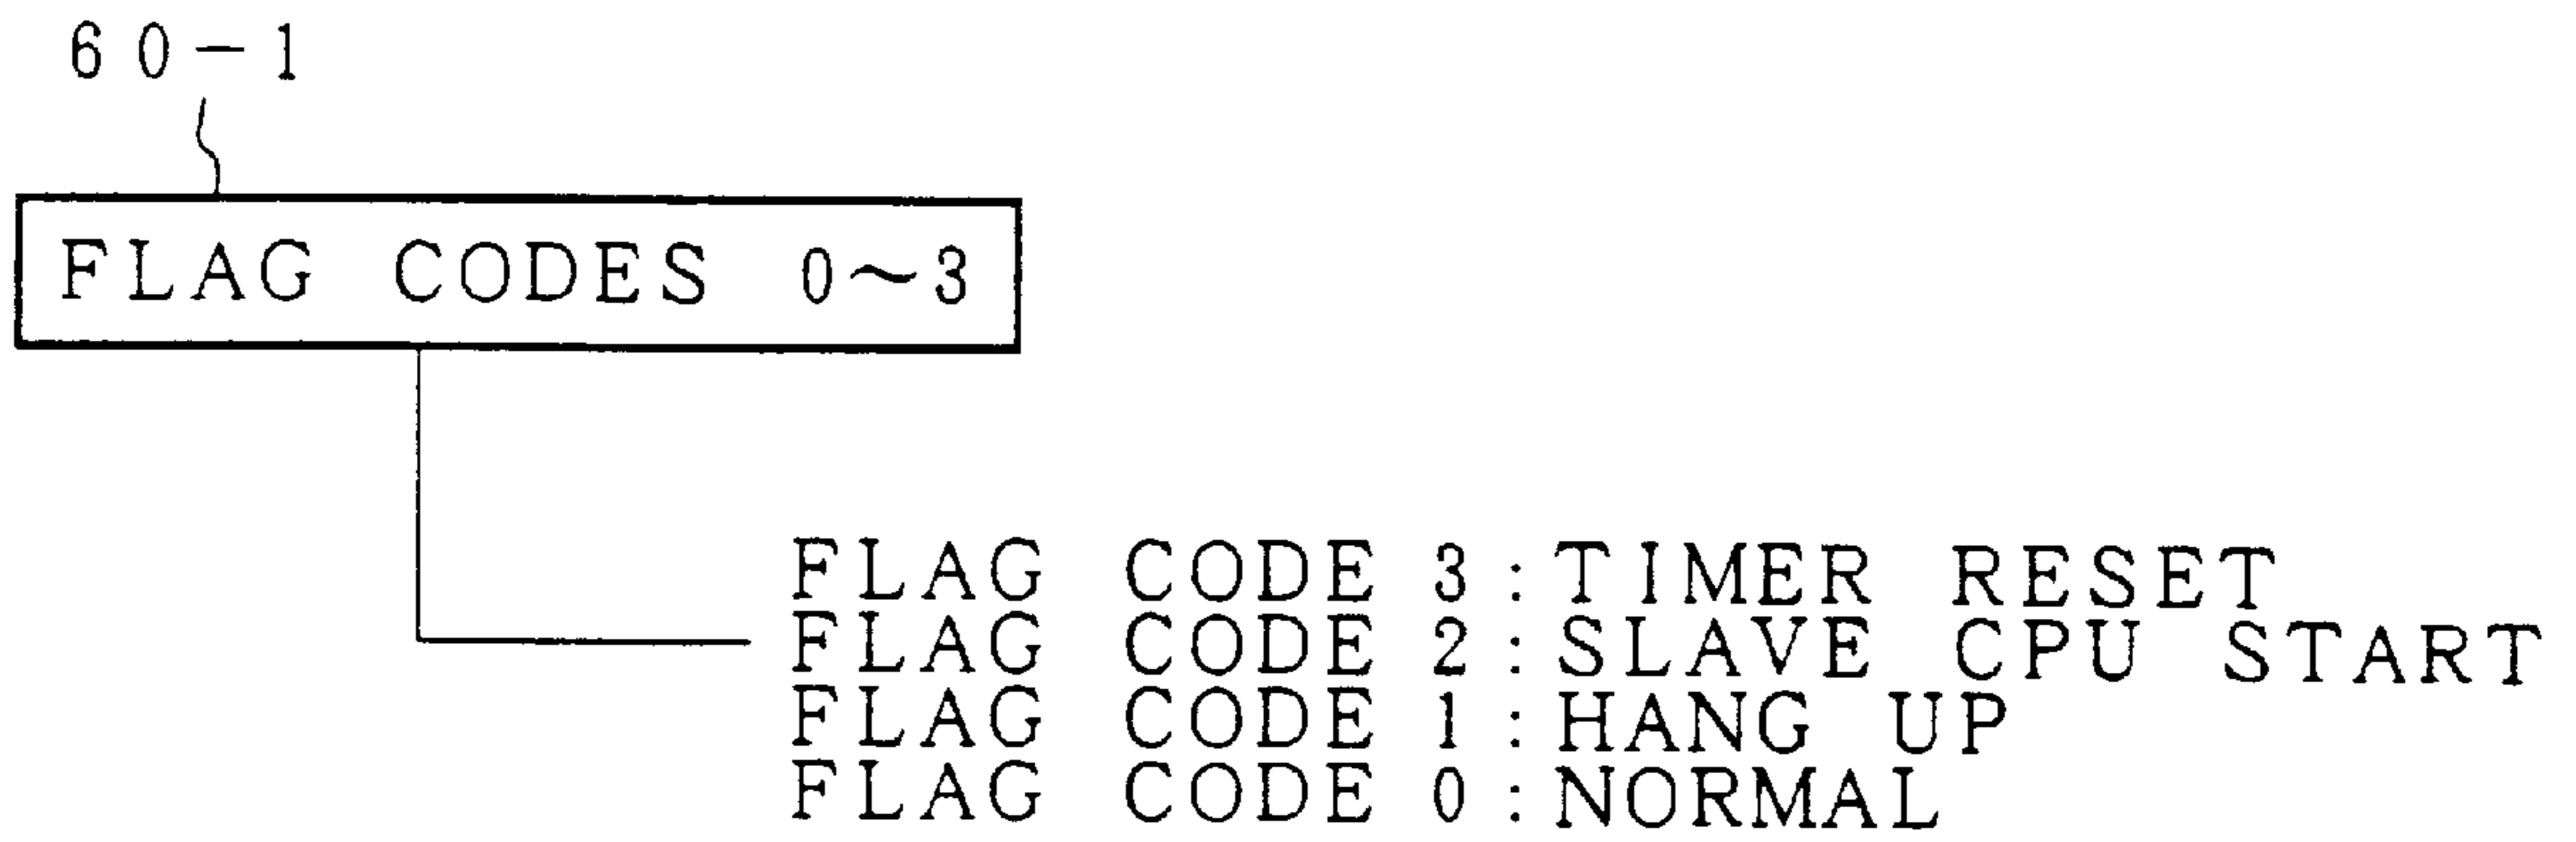 60-1
FLAG CODES 0~3
FLAG CODE 3:TIMER RESET
FLAG CODE 2:SLAVE CPU START
FLAG CODE 1:HANG UP
FLAG CODE 0:NORMAL